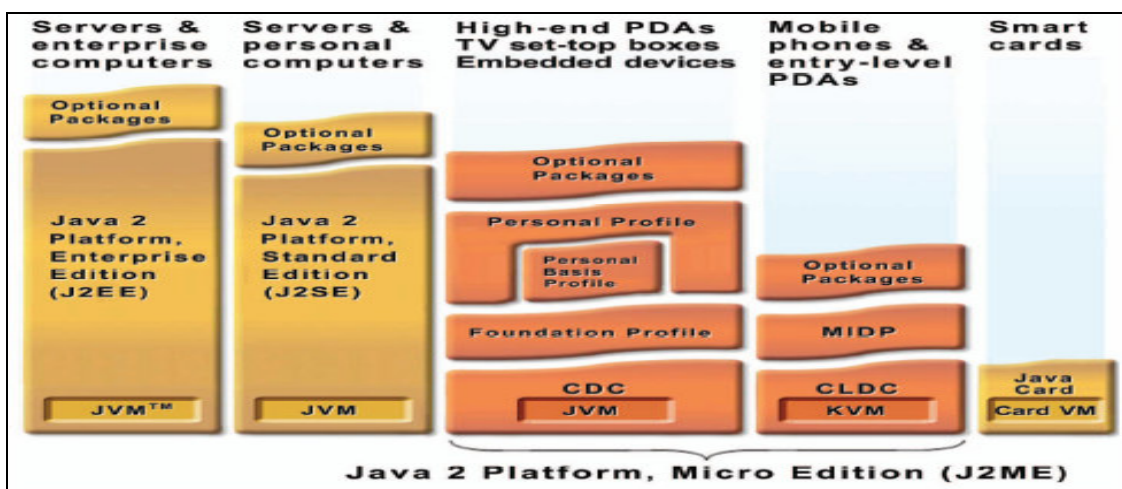 Servers &
enterprise
computers
Optional
Packages
Java 2
Platform,
Enterprise
Edition
(J2EE)
JVM™
Servers &
personal
computers
Optional
Packages
Java 2
Platform,
Standard
Edition
(J2SE)
JVM
High-end PDAs
TV set-top boxes
Embedded devices
Optional
Packages
Personal Profile
Personal
Basis
Profile
Foundation Profile
CDC
JVM
Mobile
phones &
entry-level
PDAs
Optional
Packages
MIDP
CLDC
KVM
Smart
cards
Java
Card
Card VM
Java 2 Platform, Micro Edition (J2ME)